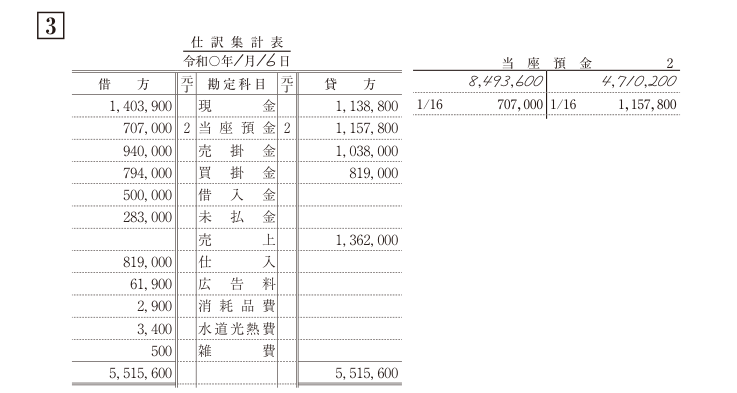 3
仕訳集計表
令和〇年1月16日
借方 元丁 勘定科目 元丁 貸方
1,403,900 現金 1,138,800
707,000 2 当座預金 2 1,157,800
940,000 売掛金 1,038,000
794,000 買掛金 819,000
500,000 借入金
283,000 未払金
売上 1,362,000
819,000 仕入
61,900 広告料
2,900 消耗品費
3,400 水道光熱費
500 雑費
5,515,600 5,515,600
当座預金 2
8,493,600 4,710,200
1/16 707,000 1/16 1,157,800